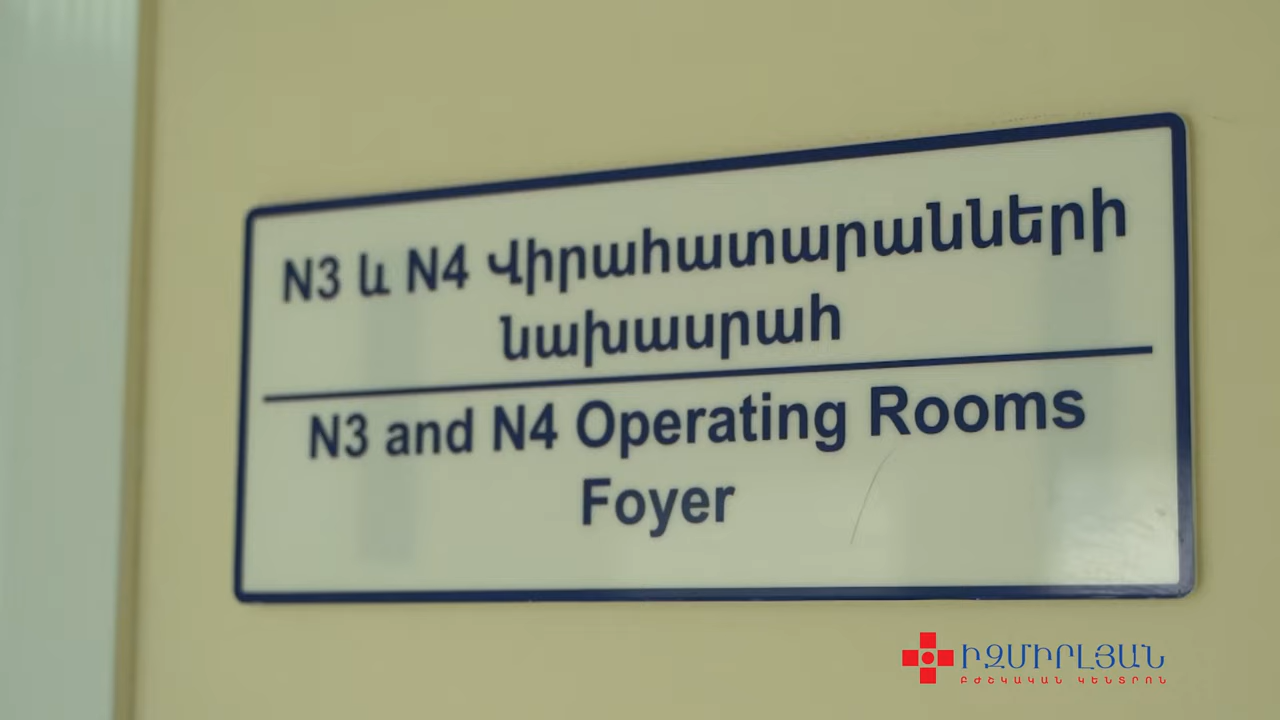 N3 և N4 Վիրահատարանների
նախասրահ
N3 and N4 Operating Rooms
Foyer
ԻԶՄԻՐԼՅԱՆ
ԲԺՇԿԱԿԱՆ ԿԵՆՏՐՈՆ